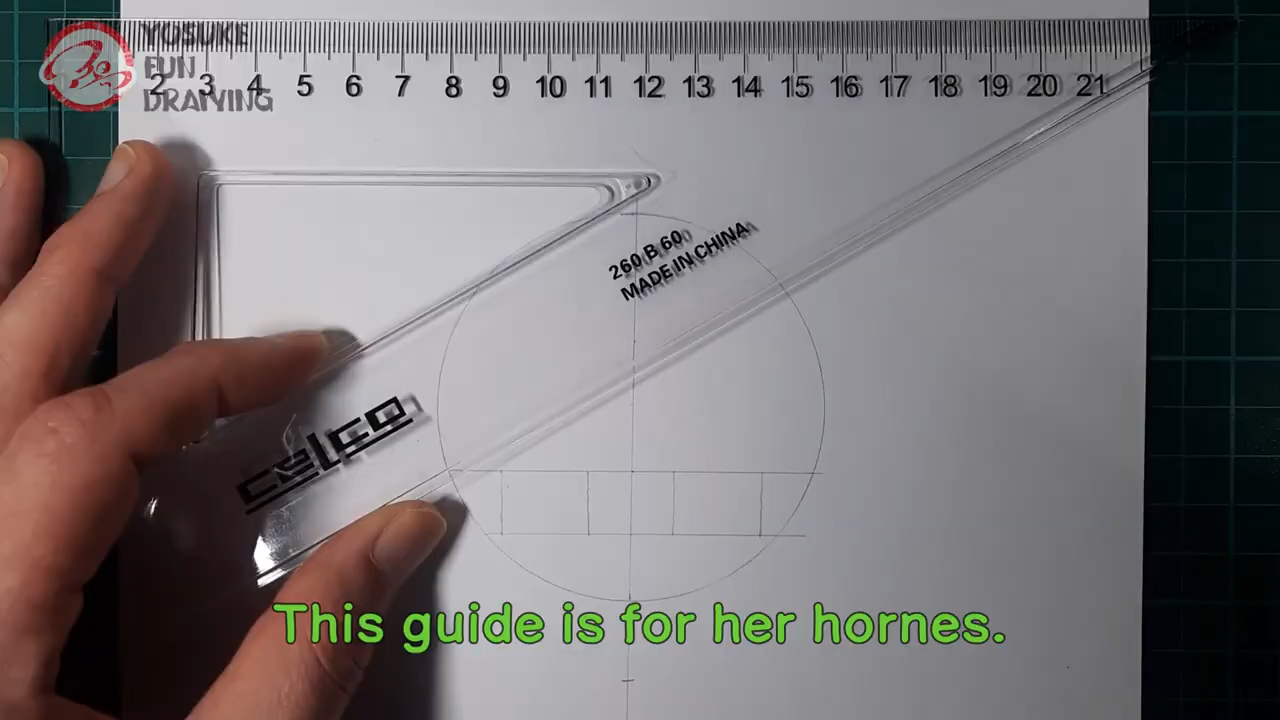 YOSUKE
FUN
DRAWING
2 3 4 5 6 7 8 9 10 11 12 13 14 15 16 17 18 19 20 21
260 B 60
MADE IN CHINA
celco
This guide is for her hornes.